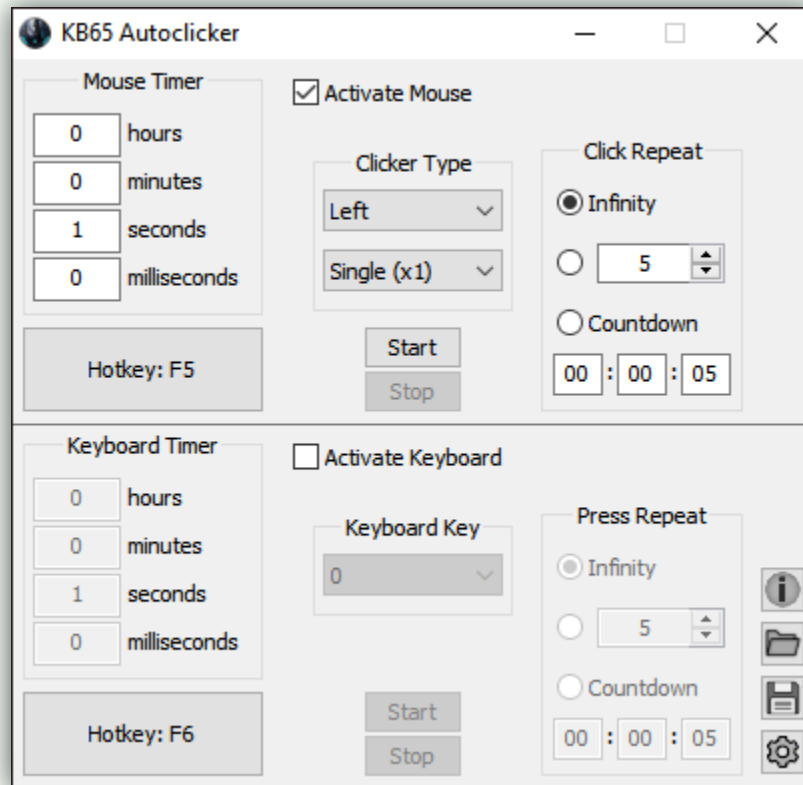 KB65 Autoclicker
Mouse Timer
0 hours
0 minutes
1 seconds
0 milliseconds
Hotkey: F5
Activate Mouse
Clicker Type
Left
Single (x1)
Start
Stop
Click Repeat
Infinity
5
Countdown
00 : 00 : 05
Keyboard Timer
0 hours
0 minutes
1 seconds
0 milliseconds
Hotkey: F6
Activate Keyboard
Keyboard Key
0
Start
Stop
Press Repeat
Infinity
5
Countdown
00 : 00 : 05